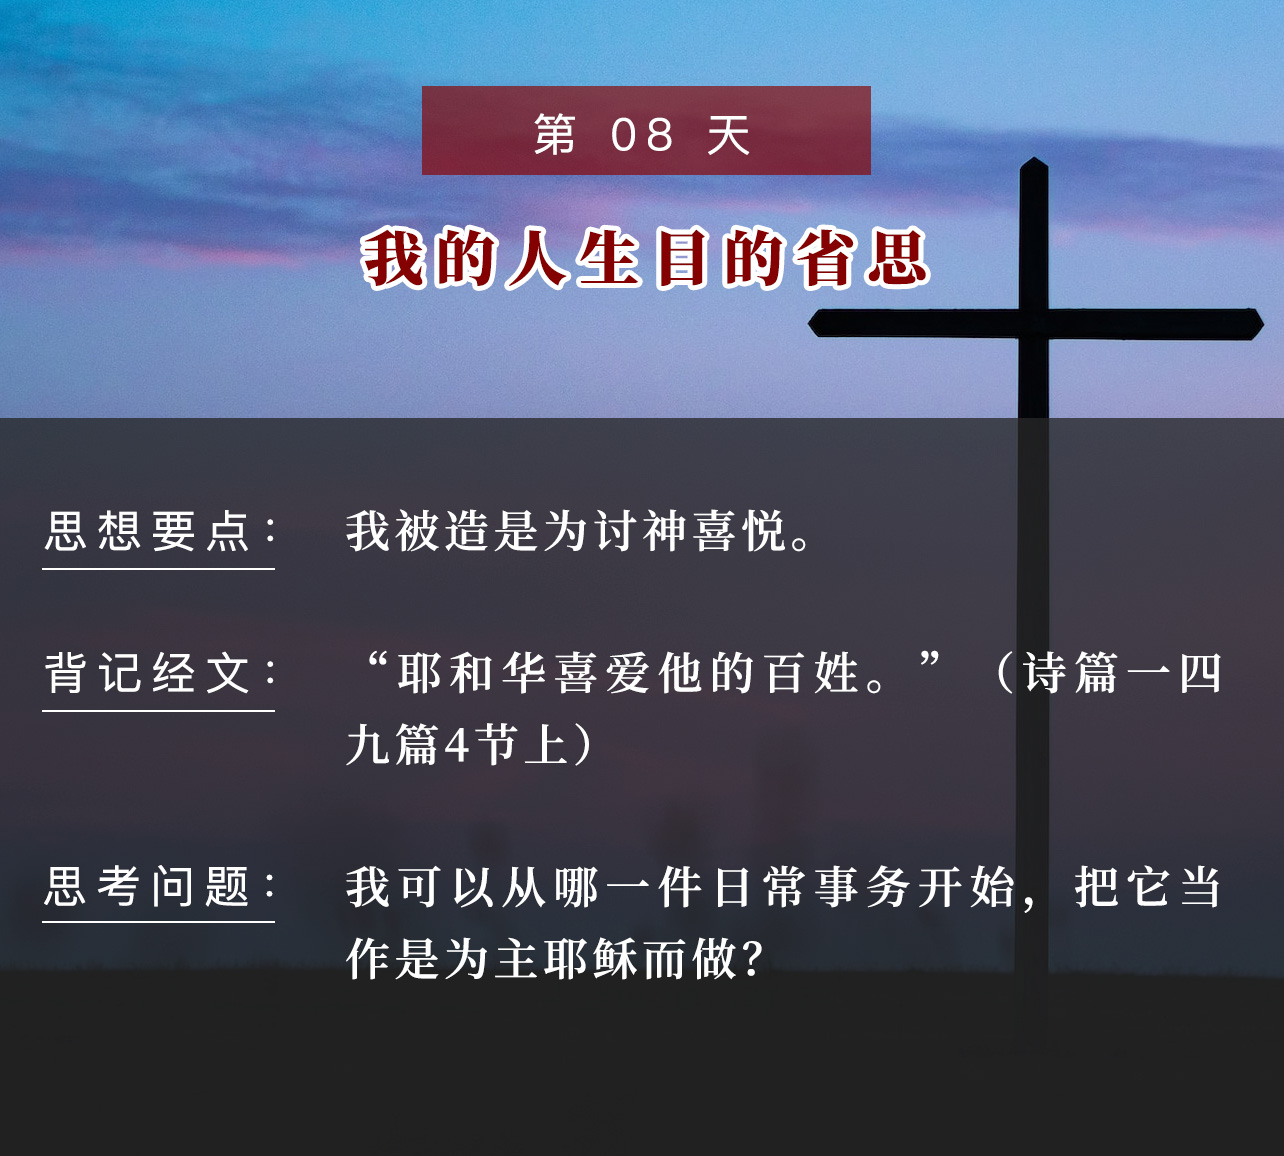 第 08 天
我的人生目的省思
思想要点： 我被造是为讨神喜悦。
背记经文： “耶和华喜爱他的百姓。”（诗篇一四
九篇4节上）
思考问题： 我可以从哪一件日常事务开始，把它当
作是为主耶稣而做？